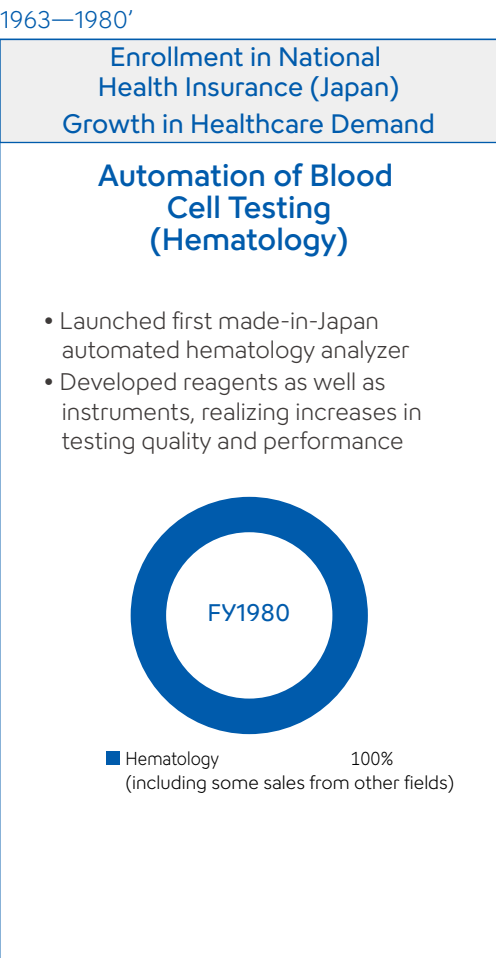 1963—1980’
Enrollment in National
Health Insurance (Japan)
Growth in Healthcare Demand
Automation of Blood
Cell Testing
(Hematology)
• Launched first made-in-Japan
automated hematology analyzer
• Developed reagents as well as
instruments, realizing increases in
testing quality and performance
FY1980
Hematology 100%
(including some sales from other fields)